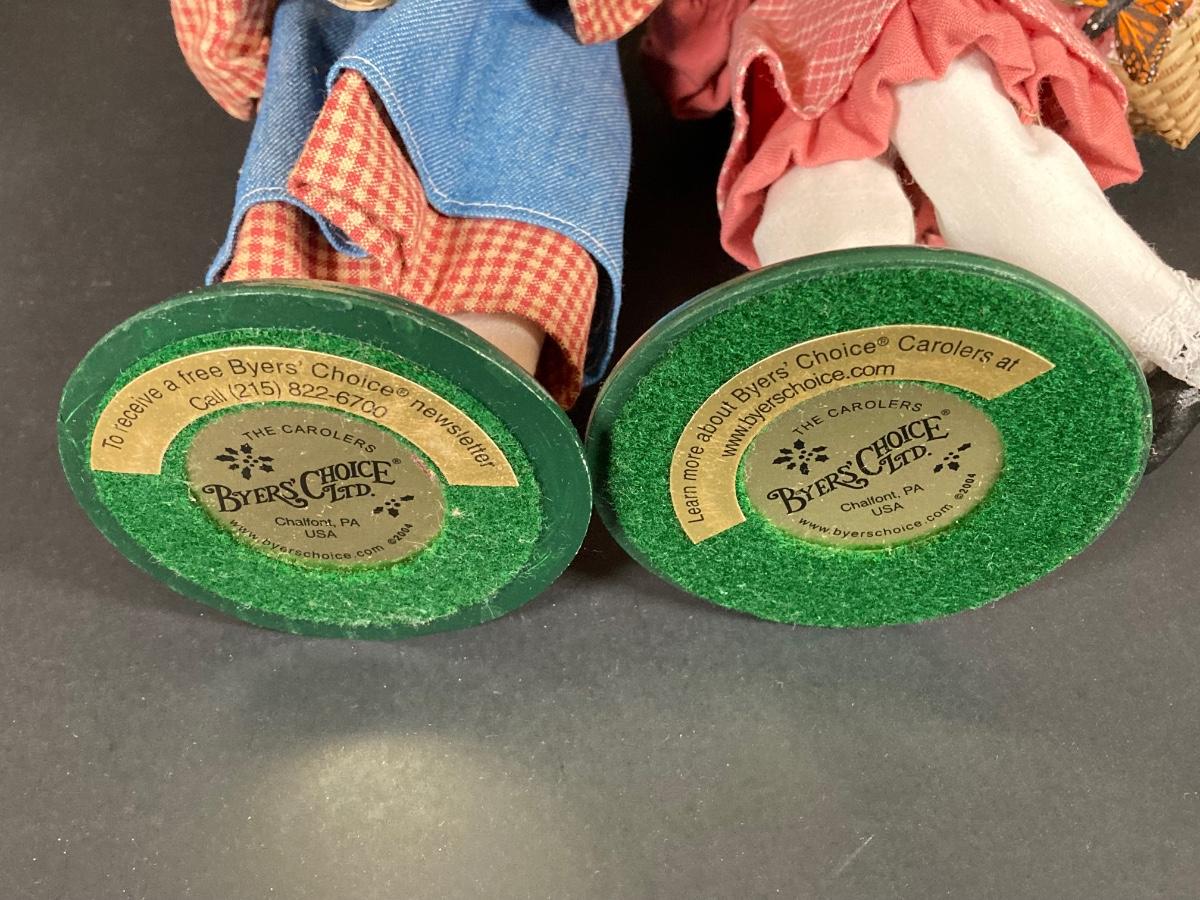 To receive a free Byers' Choice® newsletter
Call (215) 822-6700
THE CAROLERS
BYERS' CHOICE®
LTD.
Chalfont, PA
USA
www.byerschoice.com ©2004
Learn more about Byers' Choice® Carolers at
www.byerschoice.com
THE CAROLERS
BYERS' CHOICE®
LTD.
Chalfont, PA
USA
www.byerschoice.com ©2004